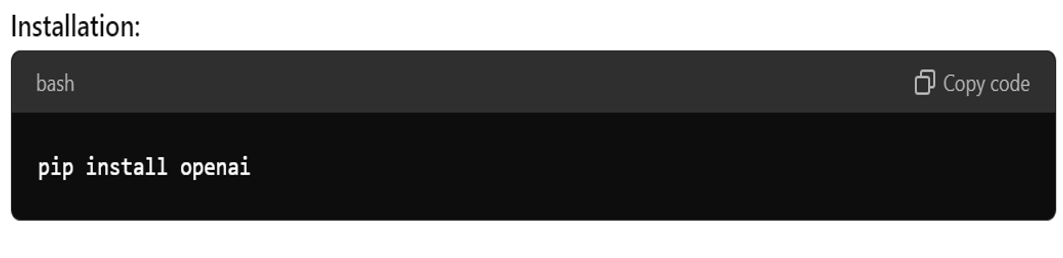 Installation:
bash
Copy code
pip install openai